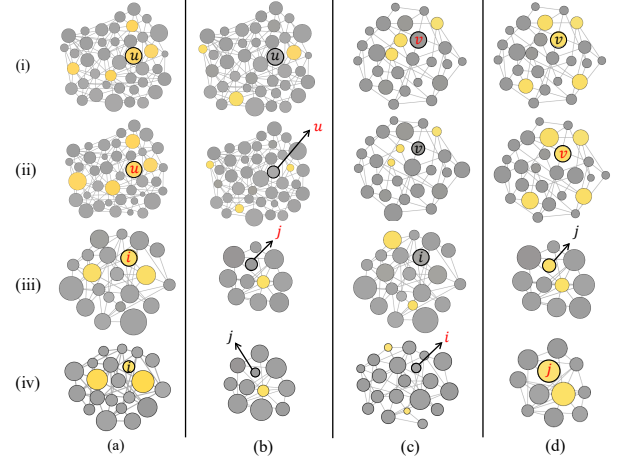 (i) u u v v
(ii) u u v v
(iii) i j i j
(iv) i j i j
(a) (b) (c) (d)